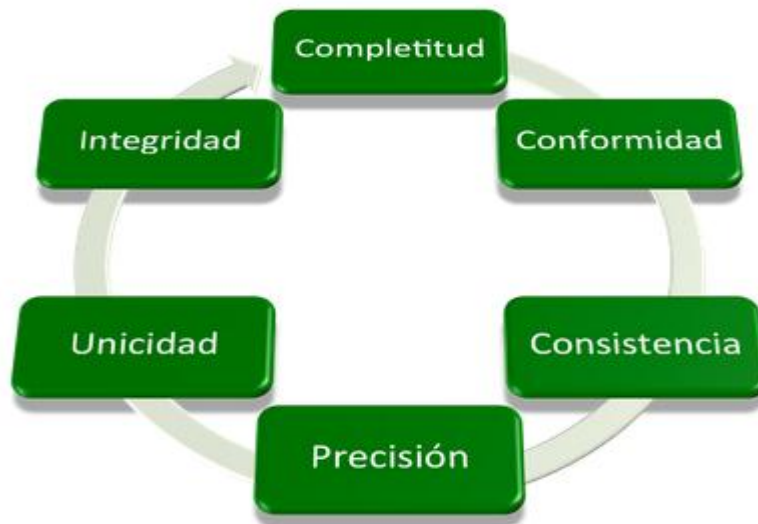 Completitud
Conformidad
Consistencia
Precisión
Unicidad
Integridad